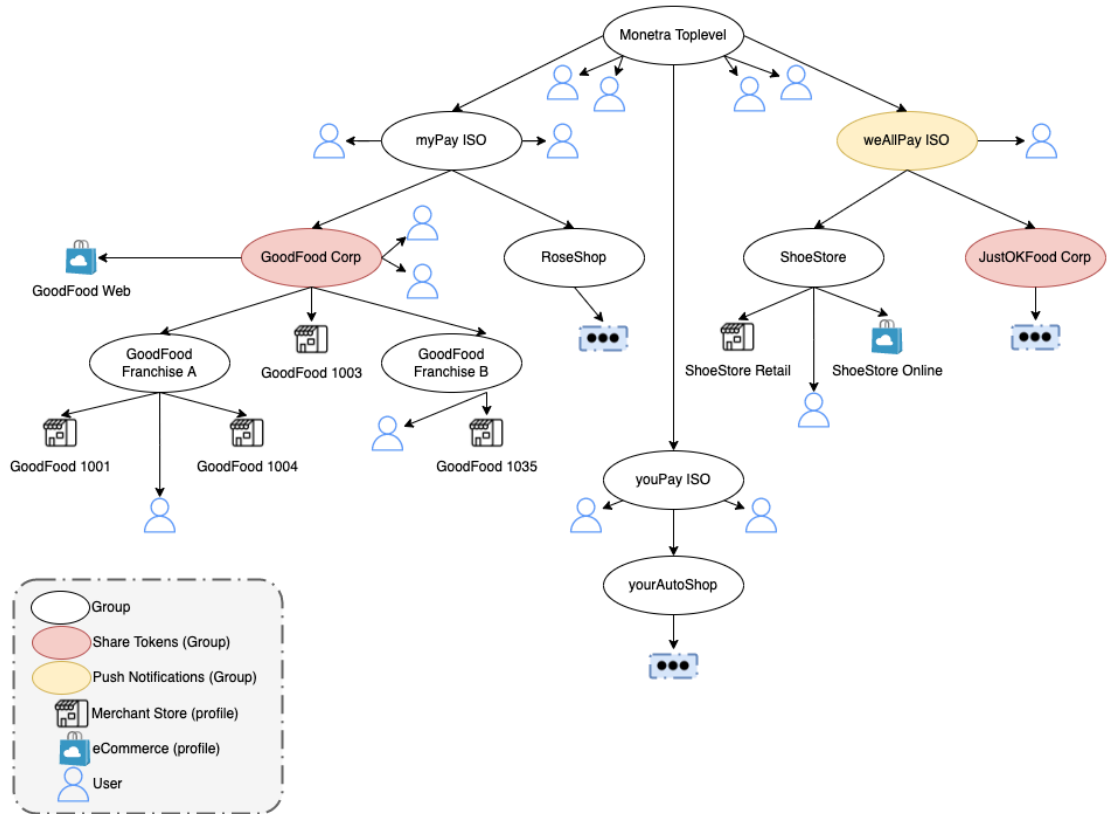 Monetra Toplevel
myPay ISO
weAllPay ISO
GoodFood Corp
RoseShop
ShoeStore
JustOKFood Corp
GoodFood Web
GoodFood
Franchise A
GoodFood 1003
GoodFood
Franchise B
ShoeStore Retail
ShoeStore Online
GoodFood 1001
GoodFood 1004
GoodFood 1035
youPay ISO
yourAutoShop
Group
Share Tokens (Group)
Push Notifications (Group)
Merchant Store (profile)
eCommerce (profile)
User